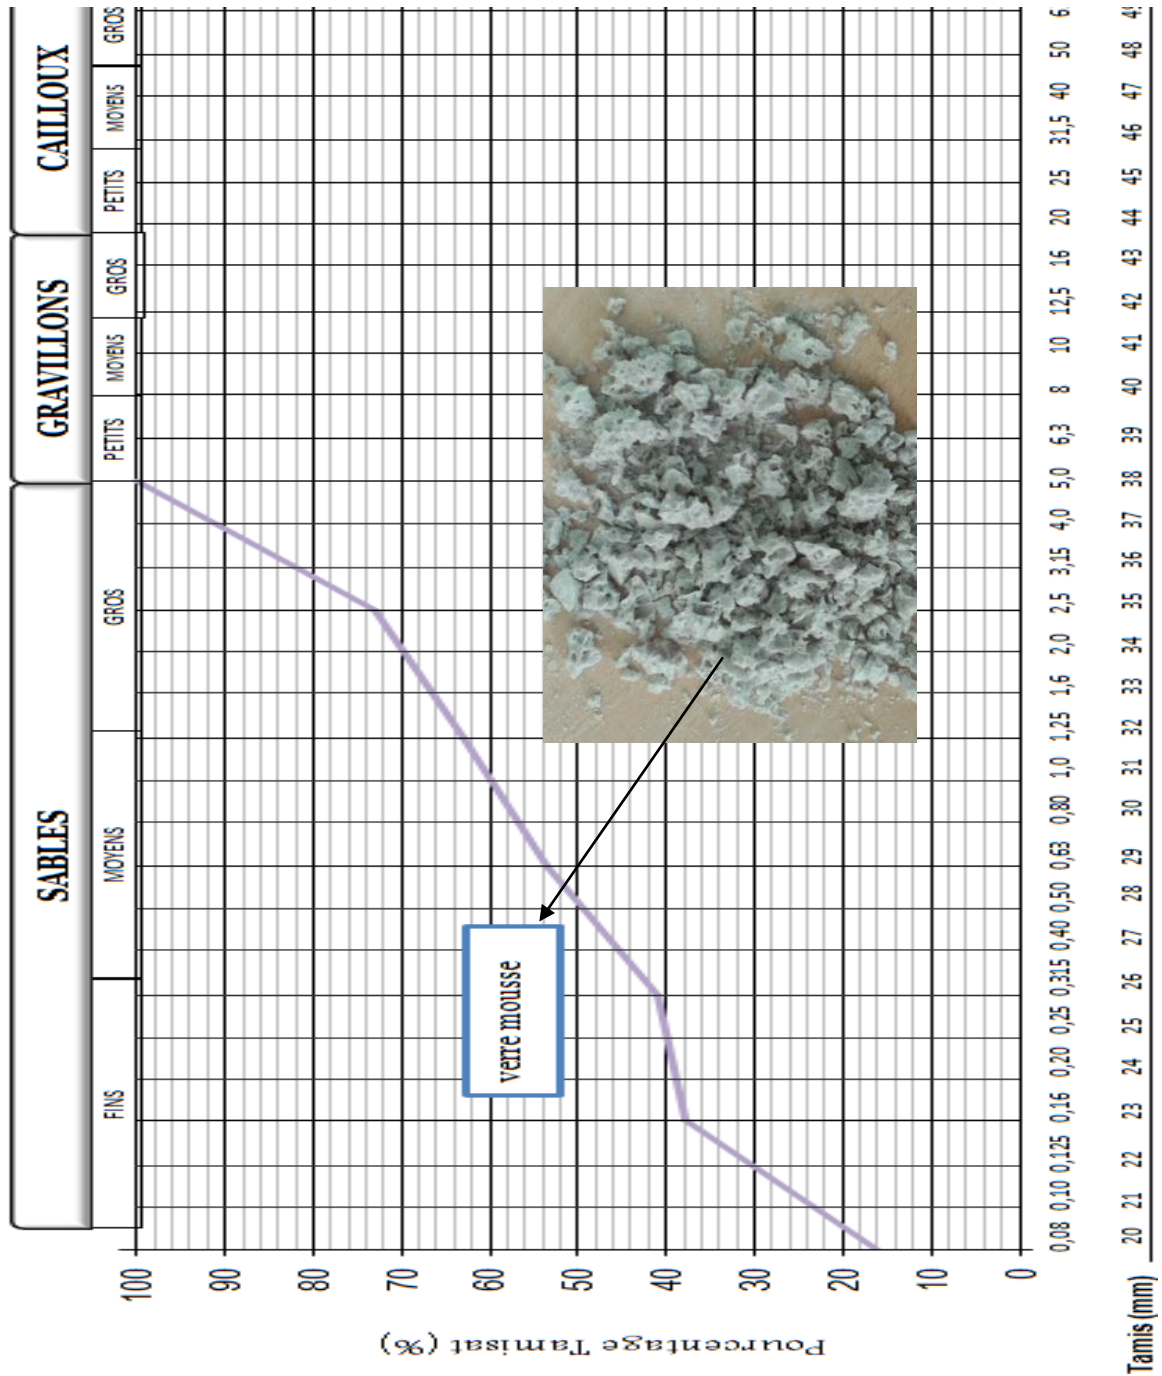 SABLES GRAVILLONS CAILLOUX
FINS MOYENS GROS PETITS MOYENS GROS PETITS MOYENS GROS
100
90
80
70
60
50
40
30
20
10
0
Pourcentage Tamisat (%)
verre mousse
0,08 0,10 0,125 0,16 0,20 0,25 0,315 0,40 0,50 0,63 0,80 1,0 1,25 1,6 2,0 2,5 3,15 4,0 5,0 6,3 8 10 12,5 16 20 25 31,5 40 50
Tamis (mm) 20 21 22 23 24 25 26 27 28 29 30 31 32 33 34 35 36 37 38 39 40 41 42 43 44 45 46 47 48